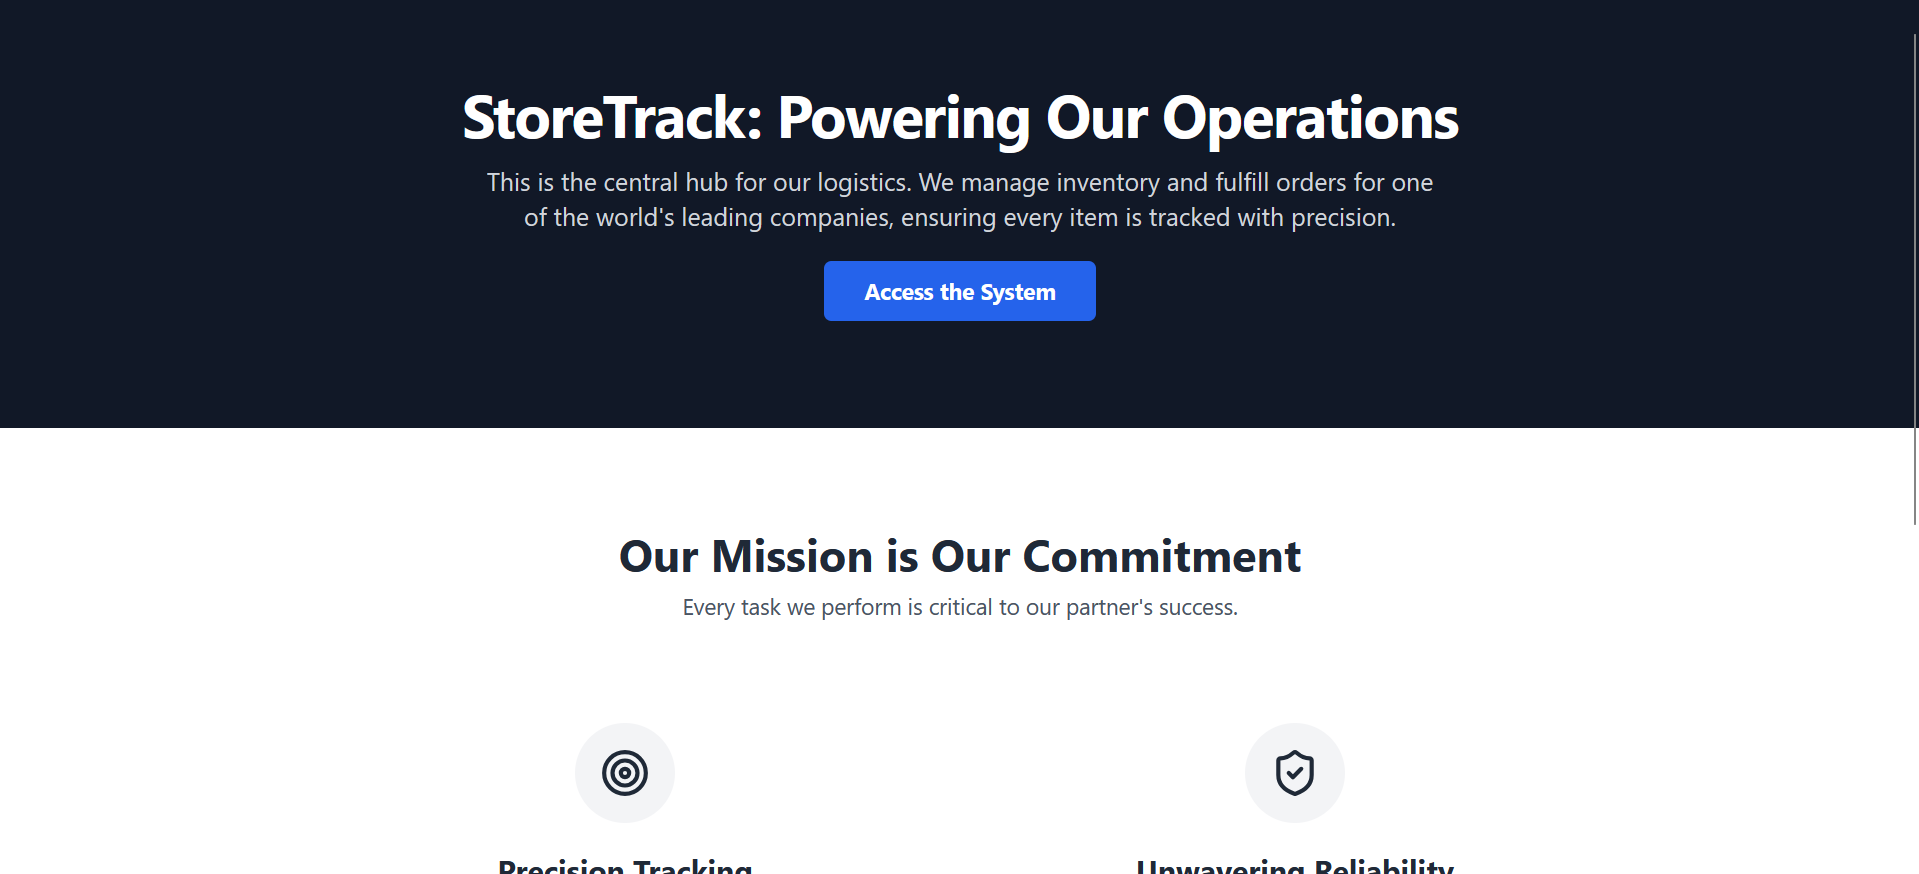 StoreTrack: Powering Our Operations
This is the central hub for our logistics. We manage inventory and fulfill orders for one
of the world's leading companies, ensuring every item is tracked with precision.
Access the System
Our Mission is Our Commitment
Every task we perform is critical to our partner's success.
Precision Tracking
Unwavering Reliability